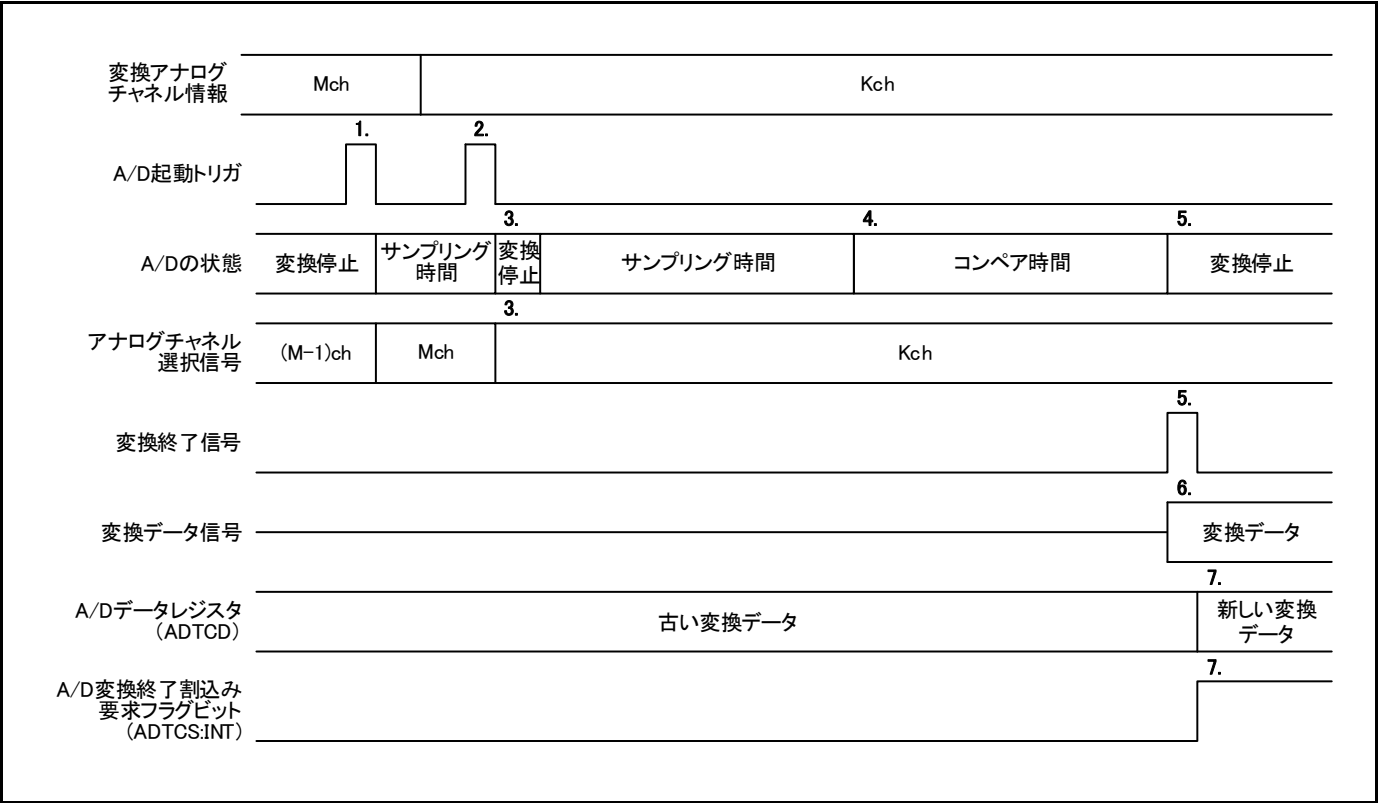 変換アナログ
チャネル情報
Mch
Kch
1.
2.
A/D起動トリガ
3.
4.
5.
A/Dの状態
変換停止
サンプリング
時間
変換
停止
サンプリング時間
コンペア時間
変換停止
3.
アナログチャネル
選択信号
(M-1)ch
Mch
Kch
5.
変換終了信号
6.
変換データ信号
変換データ
7.
A/Dデータレジスタ
(ADTCD)
古い変換データ
新しい変換
データ
7.
A/D変換終了割込み
要求フラグビット
(ADTCS:INT)